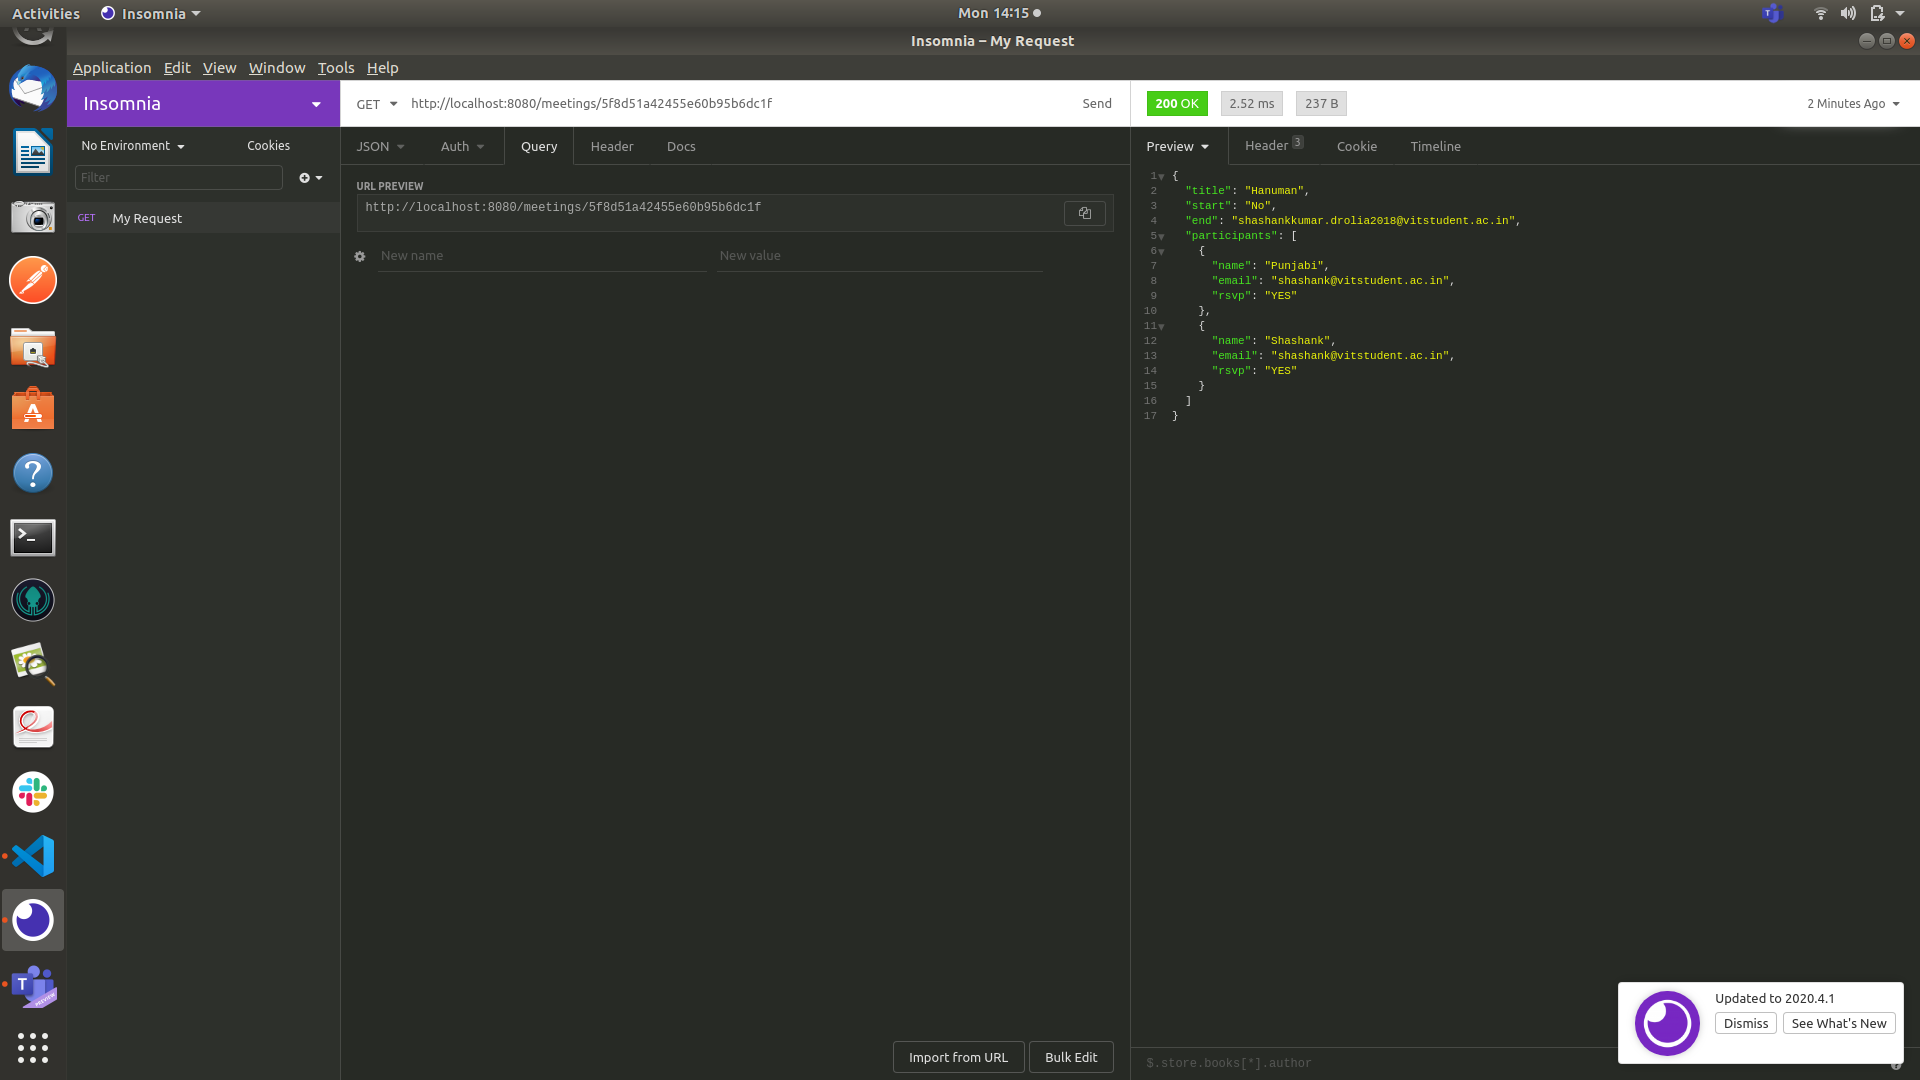 Activities Insomnia Mon 14:15
Insomnia – My Request
Application Edit View Window Tools Help
Insomnia
GET http://localhost:8080/meetings/5f8d51a42455e60b95b6dc1f Send
200 OK 2.52 ms 237 B 2 Minutes Ago
No Environment Cookies
JSON Auth Query Header Docs
Preview Header 3 Cookie Timeline
Filter
GET My Request
URL PREVIEW
http://localhost:8080/meetings/5f8d51a42455e60b95b6dc1f
New name New value
1 {
2 "title": "Hanuman",
3 "start": "No",
4 "end": "shashankkumar.drolia2018@vitstudent.ac.in",
5 "participants": [
6 {
7 "name": "Punjabi",
8 "email": "shashank@vitstudent.ac.in",
9 "rsvp": "YES"
10 },
11 {
12 "name": "Shashank",
13 "email": "shashank@vitstudent.ac.in",
14 "rsvp": "YES"
15 }
16 ]
17 }
Import from URL Bulk Edit
$.store.books[*].author
Updated to 2020.4.1
Dismiss See What's New
T
PREVIEW